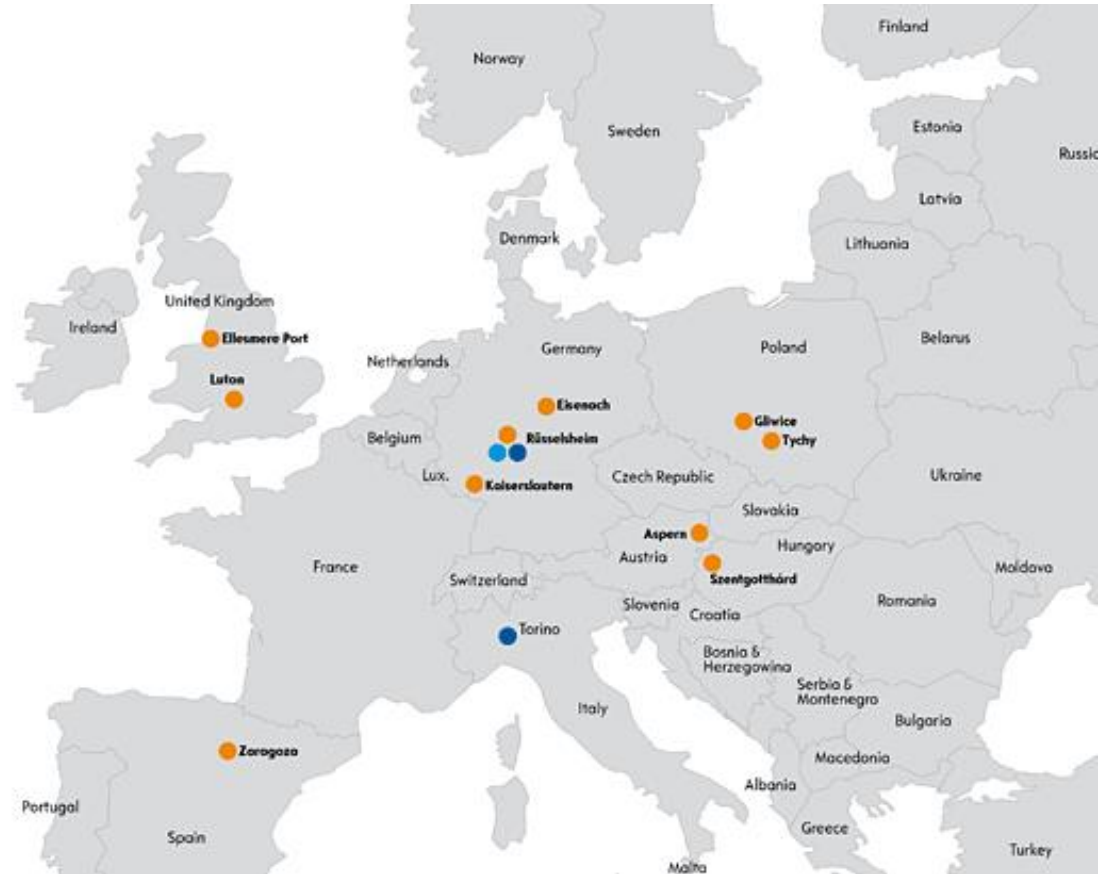 Finland
Norway
Sweden
Estonia
Russia
Latvia
Denmark
Lithuania
United Kingdom
Ireland
Ellesmere Port
Belarus
Germany
Poland
Netherlands
Luton
Eisenach
Gliwice
Rüsselsheim
Tychy
Belgium
Lux.
Czech Republic
Ukraine
Kaiserslautern
Slovakia
Aspern
Hungary
Austria
France
Moldova
Switzerland
Szentgotthárd
Romania
Slovenia
Croatia
Torino
Bosnia &
Herzegowina
Serbia &
Montenegro
Italy
Bulgaria
Zaragoza
Macedonia
Albania
Portugal
Greece
Spain
Turkey
Malta